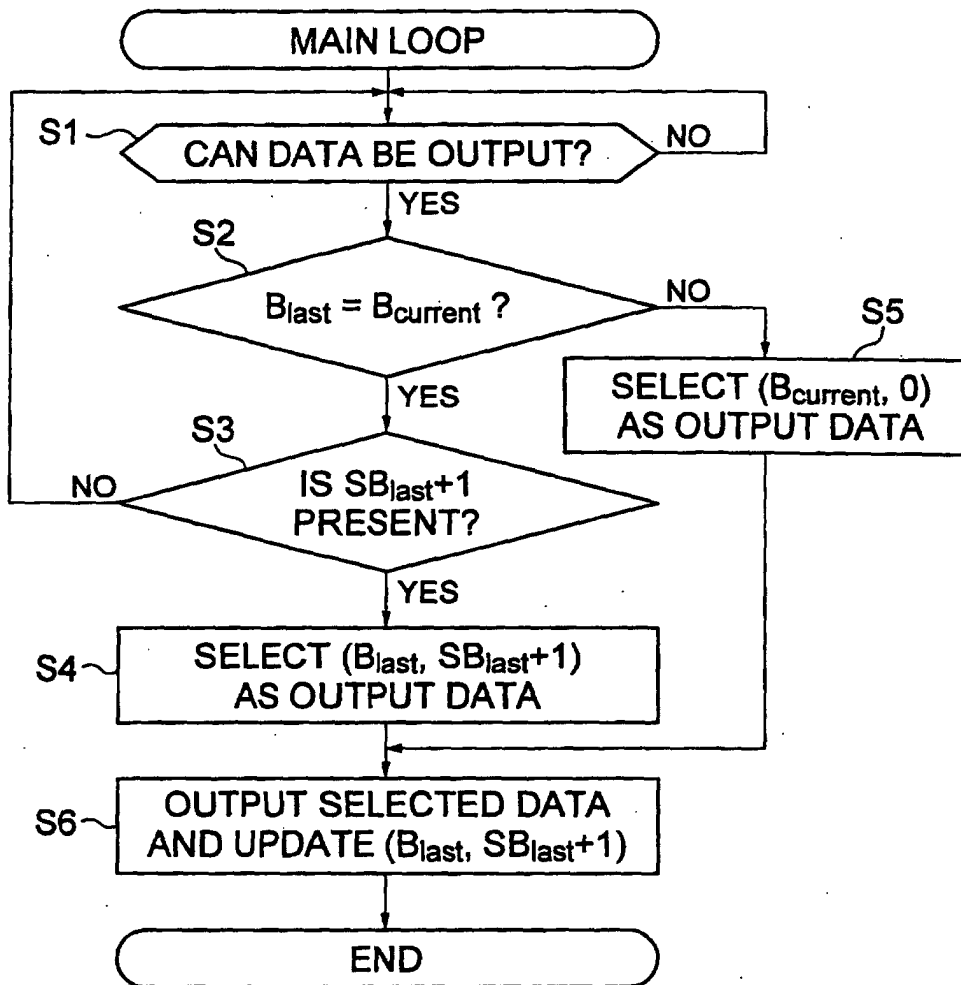 MAIN LOOP
S1
CAN DATA BE OUTPUT?
NO
YES
S2
Blast = Bcurrent ?
NO
S5
SELECT (Bcurrent, 0)
AS OUTPUT DATA
YES
S3
NO
IS SBlast+1
PRESENT?
YES
S4
SELECT (Blast, SBlast+1)
AS OUTPUT DATA
S6
OUTPUT SELECTED DATA
AND UPDATE (Blast, SBlast+1)
END